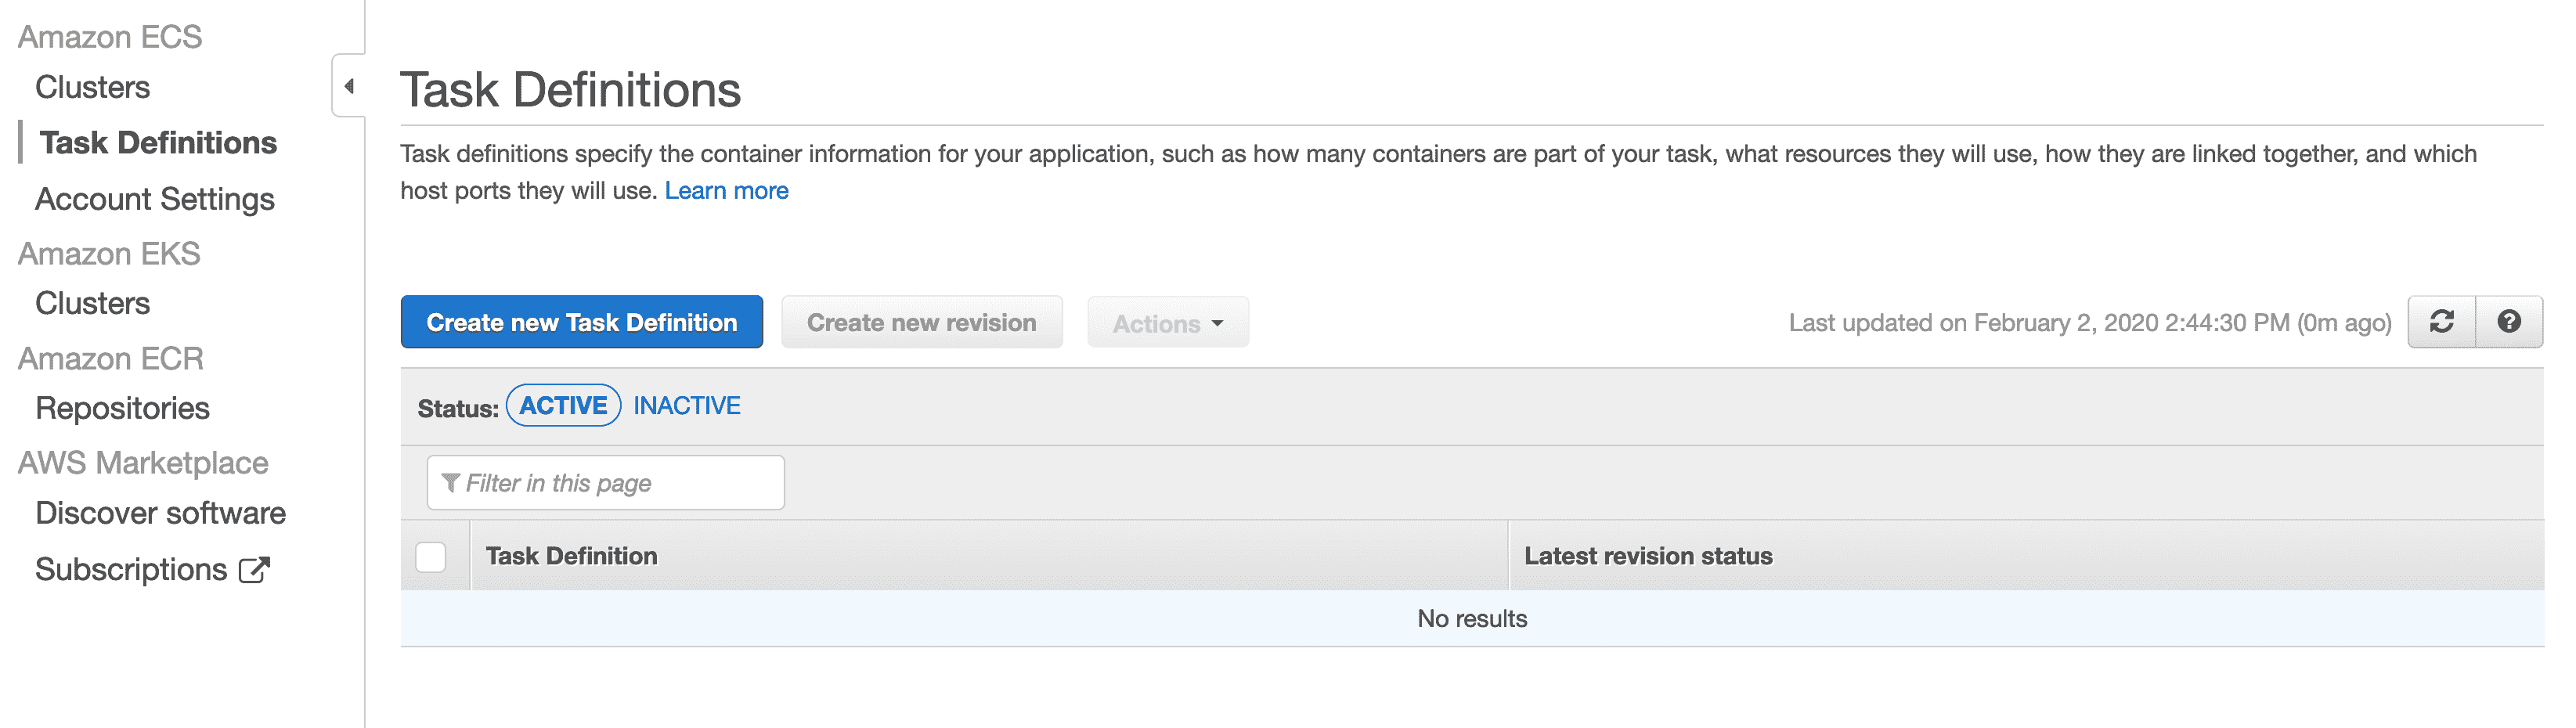 Amazon ECS
Clusters
Task Definitions
Account Settings
Amazon EKS
Clusters
Amazon ECR
Repositories
AWS Marketplace
Discover software
Subscriptions
Task Definitions
Task definitions specify the container information for your application, such as how many containers are part of your task, what resources they will use, how they are linked together, and which
host ports they will use. Learn more
Create new Task Definition Create new revision Actions Last updated on February 2, 2020 2:44:30 PM (0m ago)
Status: ACTIVE INACTIVE
Filter in this page
Task Definition Latest revision status
No results